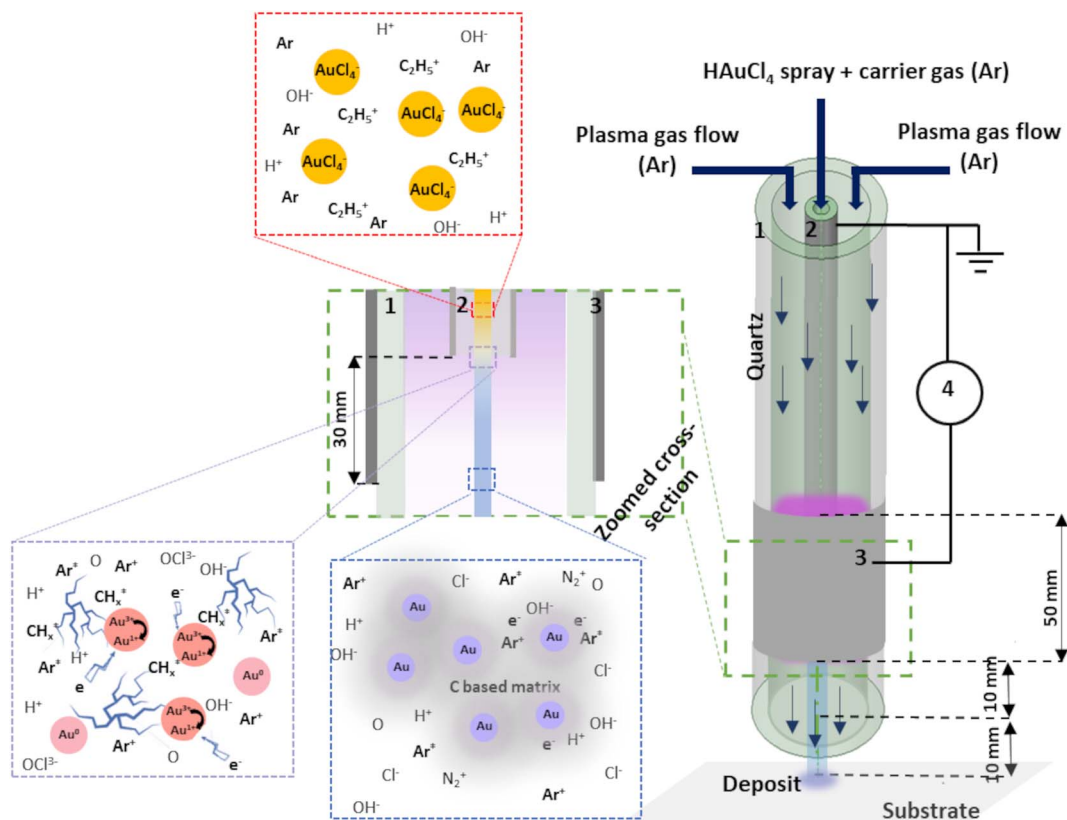 H⁺
OH⁻
Ar
AuCl₄⁻
C₂H₅⁺
Ar
OH⁻
C₂H₅⁺
AuCl₄⁻
AuCl₄⁻
Ar
H⁺
AuCl₄⁻
C₂H₅⁺
AuCl₄⁻
Ar
C₂H₅⁺
Ar
OH⁻
H⁺
HAuCl₄ spray + carrier gas (Ar)
Plasma gas flow
(Ar)
Plasma gas flow
(Ar)
1
2
Quartz
4
3
50 mm
10 mm
10 mm
Deposit
Substrate
1
2
3
30 mm
Zoomed cross-
section
O
OCl³⁻
Ar*
Ar⁺
OH⁻
H⁺
CHₓ*
e⁻
CHₓ*
Au³⁺
Au¹⁺
CHₓ*
Au³⁺
Au¹⁺
Ar*
Ar*
H⁺
CHₓ*
Au⁰
e
H⁺
Au³⁺
Au¹⁺
OH⁻
Au⁰
Ar⁺
Ar⁺
O
OCl³⁻
e⁻
Ar⁺
Cl⁻
Ar*
N₂⁺
O
Au
H⁺
e⁻
OH⁻
e⁻
Ar⁺
Au
Ar*
OH⁻
Au
Au
Cl⁻
C based matrix
O
H⁺
Au
Au
OH⁻
Ar*
e⁻
H⁺
Cl⁻
N₂⁺
Cl⁻
OH⁻
Ar⁺